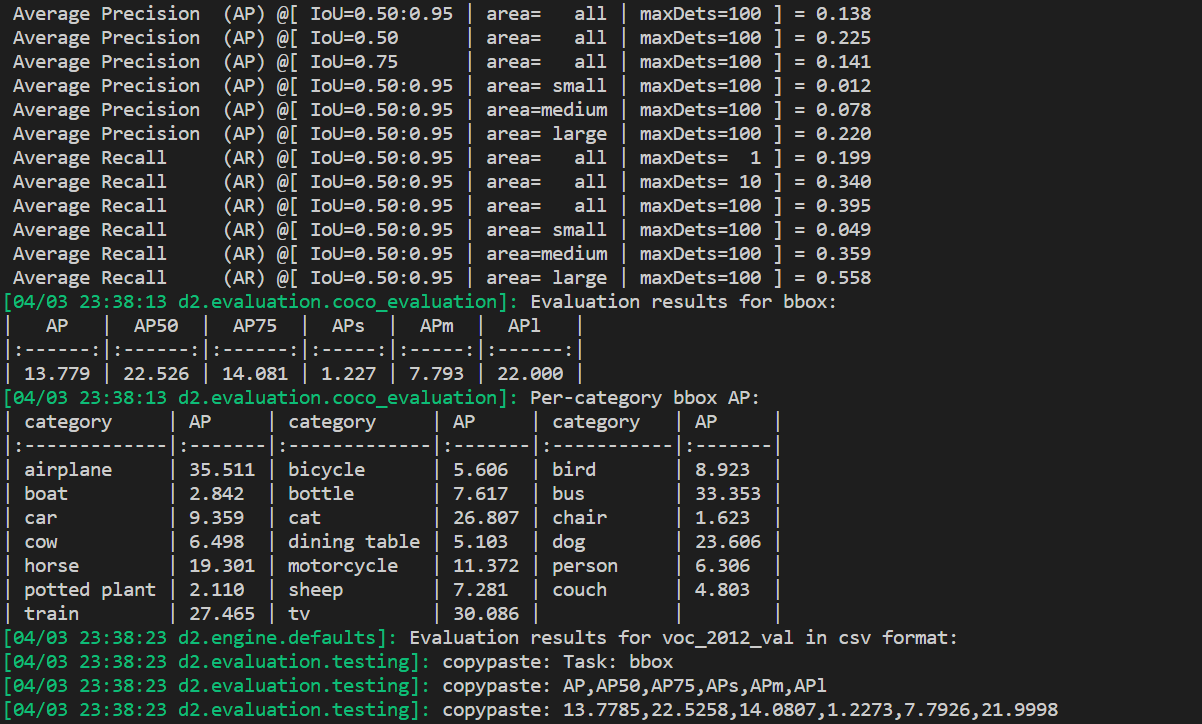 Average Precision  (AP) @[ IoU=0.50:0.95 | area=   all | maxDets=100 ] = 0.138
Average Precision  (AP) @[ IoU=0.50      | area=   all | maxDets=100 ] = 0.225
Average Precision  (AP) @[ IoU=0.75      | area=   all | maxDets=100 ] = 0.141
Average Precision  (AP) @[ IoU=0.50:0.95 | area= small | maxDets=100 ] = 0.012
Average Precision  (AP) @[ IoU=0.50:0.95 | area=medium | maxDets=100 ] = 0.078
Average Precision  (AP) @[ IoU=0.50:0.95 | area= large | maxDets=100 ] = 0.220
Average Recall     (AR) @[ IoU=0.50:0.95 | area=   all | maxDets=  1 ] = 0.199
Average Recall     (AR) @[ IoU=0.50:0.95 | area=   all | maxDets= 10 ] = 0.340
Average Recall     (AR) @[ IoU=0.50:0.95 | area=   all | maxDets=100 ] = 0.395
Average Recall     (AR) @[ IoU=0.50:0.95 | area= small | maxDets=100 ] = 0.049
Average Recall     (AR) @[ IoU=0.50:0.95 | area=medium | maxDets=100 ] = 0.359
Average Recall     (AR) @[ IoU=0.50:0.95 | area= large | maxDets=100 ] = 0.558
[04/03 23:38:13 d2.evaluation.coco_evaluation]: Evaluation results for bbox:
|   AP   |  AP50  |  AP75  |  APs  |  APm  |  APl   |
|:------:|:------:|:------:|:-----:|:-----:|:------:|
| 13.779 | 22.526 | 14.081 | 1.227 | 7.793 | 22.000 |
[04/03 23:38:13 d2.evaluation.coco_evaluation]: Per-category bbox AP:
| category     | AP     | category     | AP     | category   | AP    |
|:-------------|:-------|:-------------|:-------|:-----------|:------|
| airplane     | 35.511 | bicycle      | 5.606  | bird       | 8.923  |
| boat         | 2.842  | bottle       | 7.617  | bus        | 33.353 |
| car          | 9.359  | cat          | 26.807 | chair      | 1.623  |
| cow          | 6.498  | dining table | 5.103  | dog        | 23.606 |
| horse        | 19.301 | motorcycle   | 11.372 | person     | 6.306  |
| potted plant | 2.110  | sheep        | 7.281  | couch      | 4.803  |
| train        | 27.465 | tv           | 30.086 |            |        |
[04/03 23:38:23 d2.engine.defaults]: Evaluation results for voc_2012_val in csv format:
[04/03 23:38:23 d2.evaluation.testing]: copypaste: Task: bbox
[04/03 23:38:23 d2.evaluation.testing]: copypaste: AP,AP50,AP75,APs,APm,APl
[04/03 23:38:23 d2.evaluation.testing]: copypaste: 13.7785,22.5258,14.0807,1.2273,7.7926,21.9998